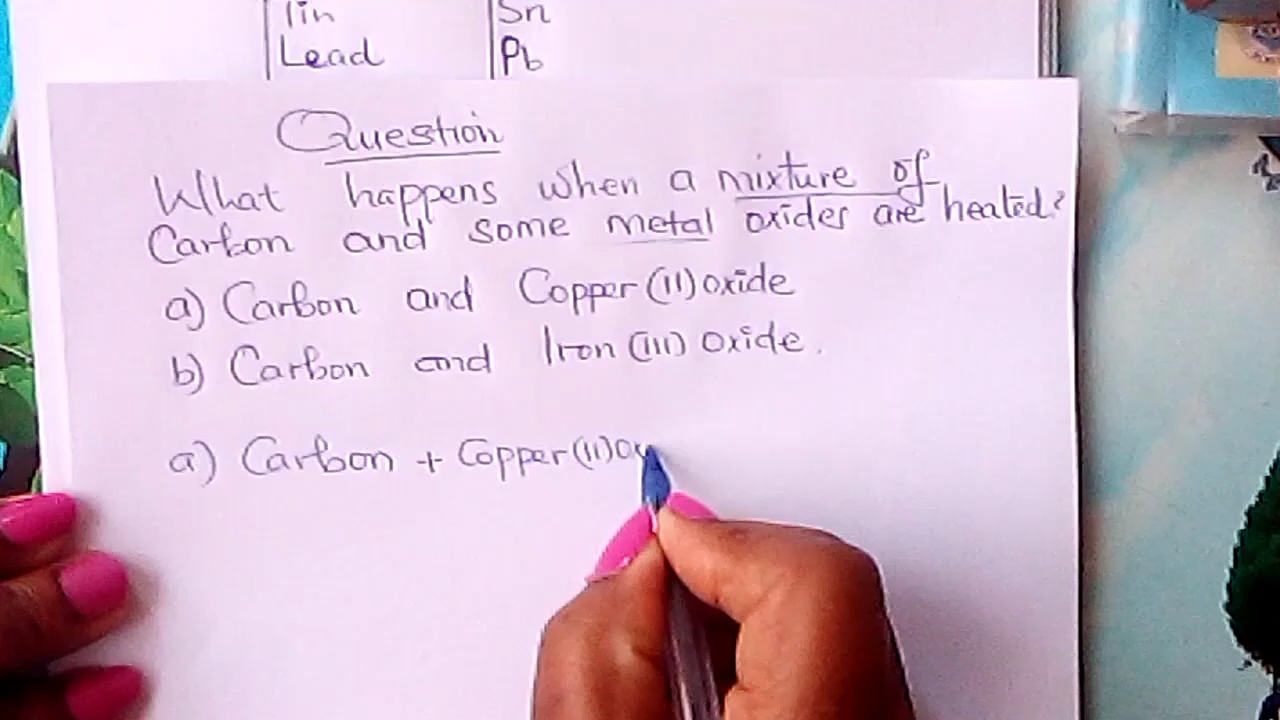 Tin Sn
Lead Pb
Question
What happens when a mixture of
Carbon and some metal oxides are heated?
a) Carbon and Copper (II) oxide
b) Carbon and Iron (III) oxide.
a) Carbon + Copper (II) ox